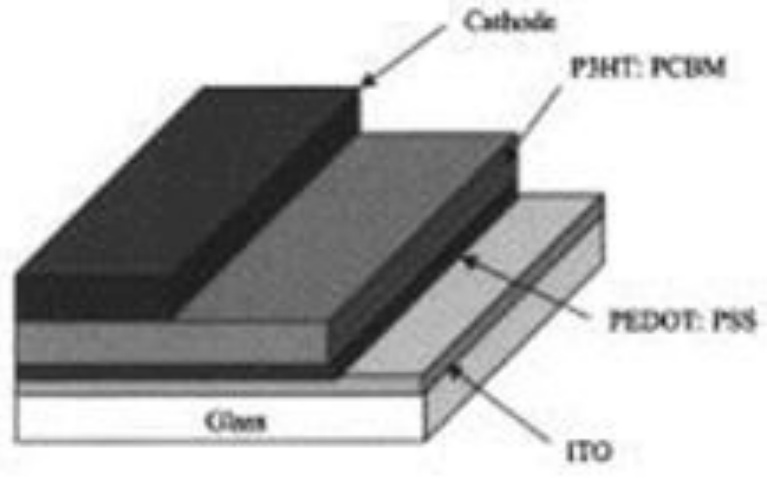 Cathode
P3HT: PCBM
PEDOT: PSS
Glass
ITO